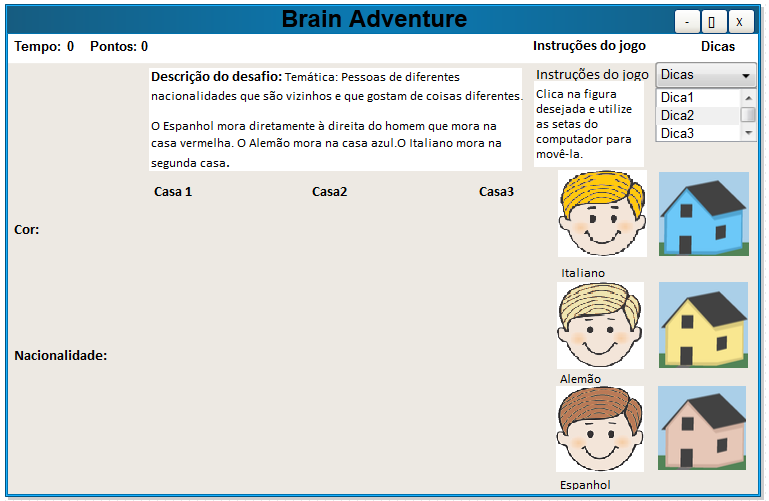 Brain Adventure
- ▯ X
Tempo: 0 Pontos: 0 Instruções do jogo Dicas
Descrição do desafio: Temática: Pessoas de diferentes
nacionalidades que são vizinhos e que gostam de coisas diferentes.
O Espanhol mora diretamente à direita do homem que mora na
casa vermelha. O Alemão mora na casa azul.O Italiano mora na
segunda casa.
Instruções do jogo
Clica na figura
desejada e utilize
as setas do
computador para
movê-la.
Dicas
Dica1
Dica2
Dica3
Casa 1 Casa2 Casa3
Cor:
Italiano
Nacionalidade:
Alemão
Espanhol